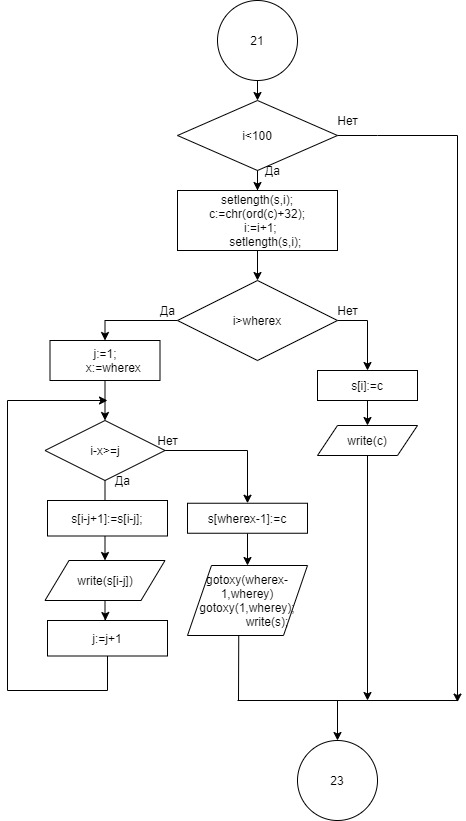 21
i<100
Нет
Да
setlength(s,i);
c:=chr(ord(c)+32);
i:=i+1;
setlength(s,i);
i>wherex
Да
Нет
j:=1;
x:=wherex
s[i]:=c
write(c)
i-x>=j
Нет
Да
s[i-j+1]:=s[i-j];
s[wherex-1]:=c
write(s[i-j])
gotoxy(wherex-
1,wherey)
gotoxy(1,wherey);
write(s);
j:=j+1
23